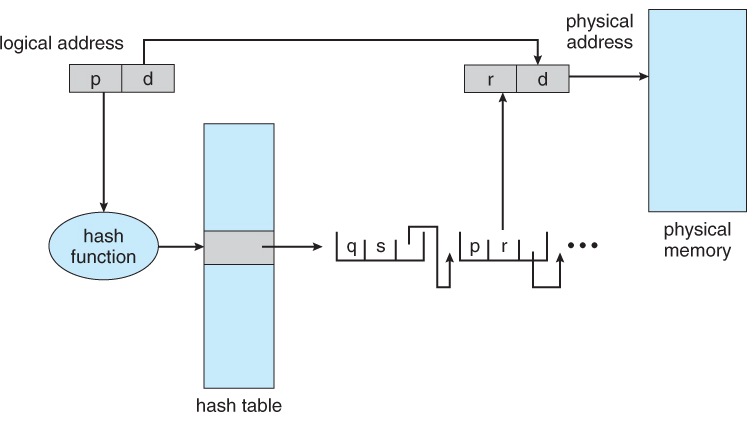 logical address
physical
address
p d
r d
hash
function
q s
p r
physical
memory
hash table